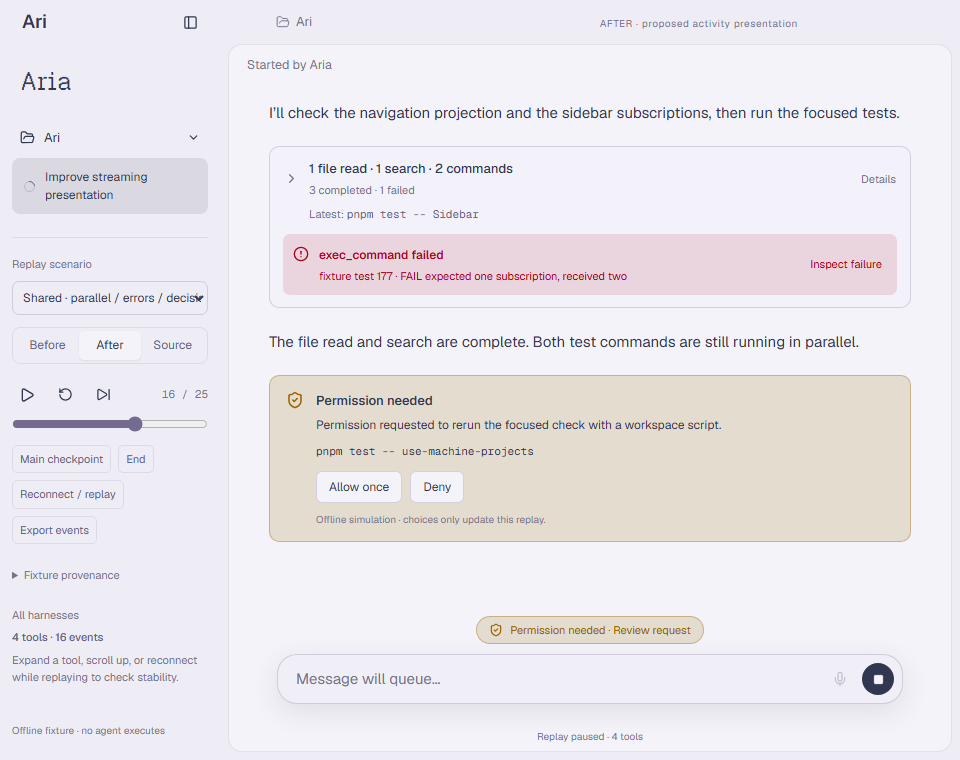 Ari
Ari
AFTER · proposed activity presentation
Aria
Ari
Improve streaming
presentation
Replay scenario
Shared · parallel / errors / decisi
Before
After
Source
16 / 25
Main checkpoint
End
Reconnect / replay
Export events
Fixture provenance
All harnesses
4 tools · 16 events
Expand a tool, scroll up, or reconnect
while replaying to check stability.
Offline fixture · no agent executes
Started by Aria
I’ll check the navigation projection and the sidebar subscriptions, then run the focused tests.
1 file read · 1 search · 2 commands
3 completed · 1 failed
Details
Latest: pnpm test -- Sidebar
exec_command failed
fixture test 177 · FAIL expected one subscription, received two
Inspect failure
The file read and search are complete. Both test commands are still running in parallel.
Permission needed
Permission requested to rerun the focused check with a workspace script.
pnpm test -- use-machine-projects
Allow once
Deny
Offline simulation · choices only update this replay.
Permission needed · Review request
Message will queue…
Replay paused · 4 tools